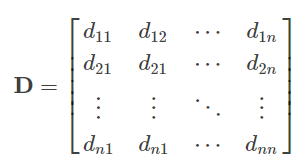 d₁₁ d₁₂ ⋯ d₁ₙ
d₂₁ d₂₁ ⋯ d₂ₙ
D = ⋮ ⋮ ⋱ ⋮
dₙ₁ dₙ₁ ⋯ dₙₙ